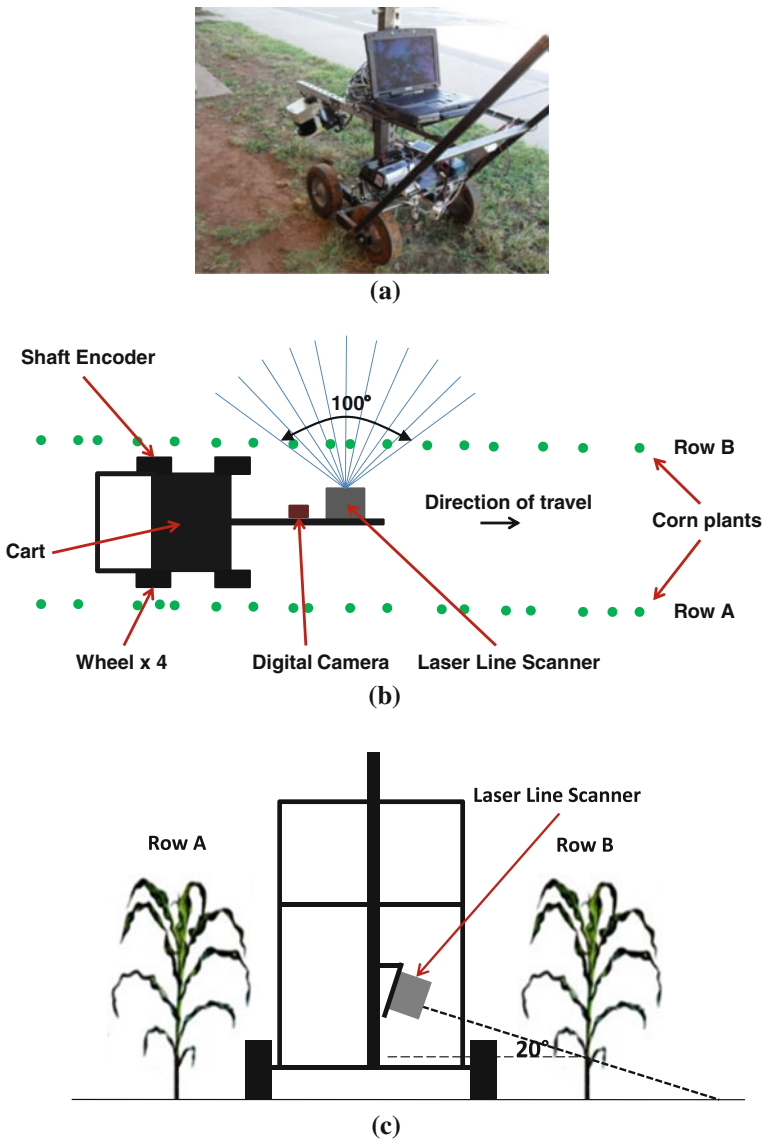 (a)
Shaft Encoder
100°
Row B
Direction of travel
Corn plants
Cart
Row A
Wheel x 4
Digital Camera
Laser Line Scanner
(b)
Laser Line Scanner
Row A
Row B
20°
(c)